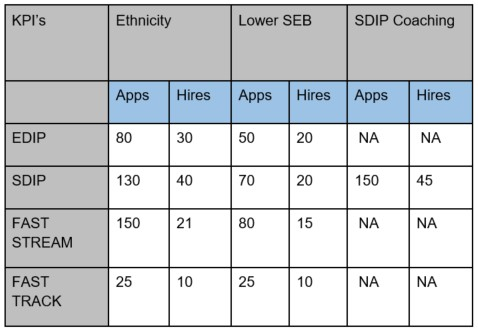 KPI's Ethnicity Lower SEB SDIP Coaching
Apps Hires Apps Hires Apps Hires
EDIP 80 30 50 20 NA NA
SDIP 130 40 70 20 150 45
FAST
STREAM 150 21 80 15 NA NA
FAST
TRACK 25 10 25 10 NA NA